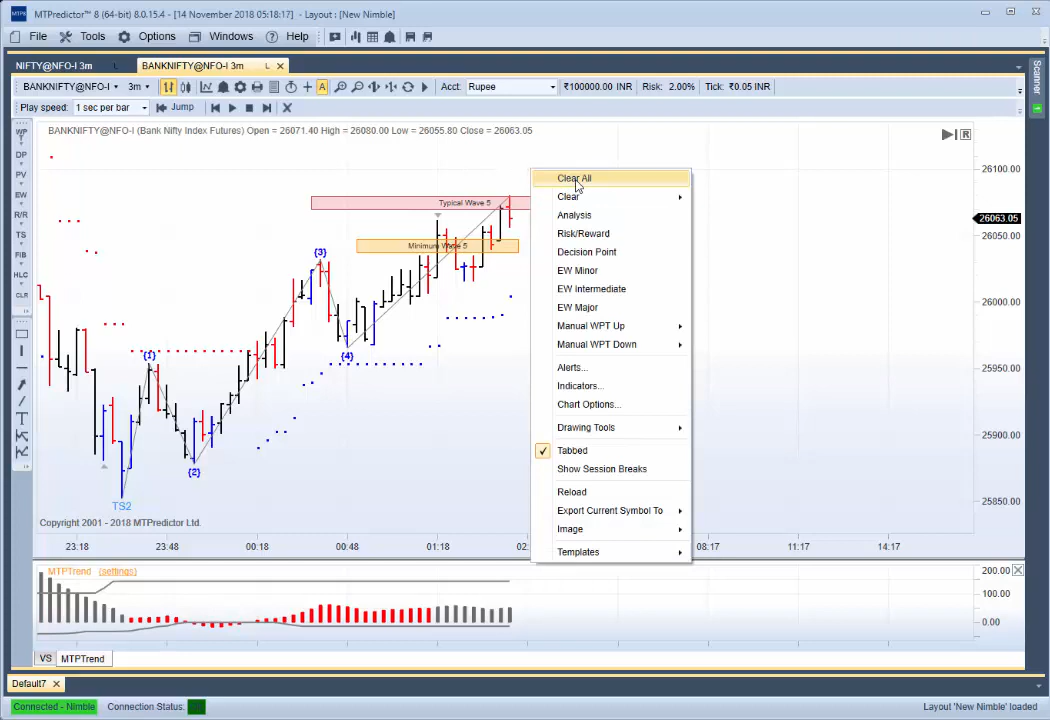 MTP8 MTPredictor™ 8 (64-bit) 8.0.15.4 - [14 November 2018 05:18:17] - Layout : [New Nimble]
File Tools Options Windows Help
NIFTY@NFO-I 3m L BANKNIFTY@NFO-I 3m L
BANKNIFTY@NFO-I 3m A Acct: Rupee ₹100000.00 INR Risk: 2.00% Tick: ₹0.05 INR
Play speed: 1 sec per bar Jump
Scanner
BANKNIFTY@NFO-I (Bank Nifty Index Futures) Open = 26071.40 High = 26080.00 Low = 26055.80 Close = 26063.05
R
WP
DP
PV
EW
R/R
TS
FIB
HLC
CLR
T
Typical Wave 5
Minimum Wave 5
{3}
{1}
{4}
{2}
TS2
Clear All
Clear
Analysis
Risk/Reward
Decision Point
EW Minor
EW Intermediate
EW Major
Manual WPT Up
Manual WPT Down
Alerts...
Indicators...
Chart Options...
Drawing Tools
Tabbed
Show Session Breaks
Reload
Export Current Symbol To
Image
Templates
26100.00
26063.05
26050.00
26000.00
25950.00
25900.00
25850.00
Copyright 2001 - 2018 MTPredictor Ltd.
23:18 23:48 00:18 00:48 01:18 02: 08:17 11:17 14:17
MTPTrend (settings)
200.00
100.00
0.00
VS MTPTrend
Default7
Connected - Nimble Connection Status: Layout 'New Nimble' loaded